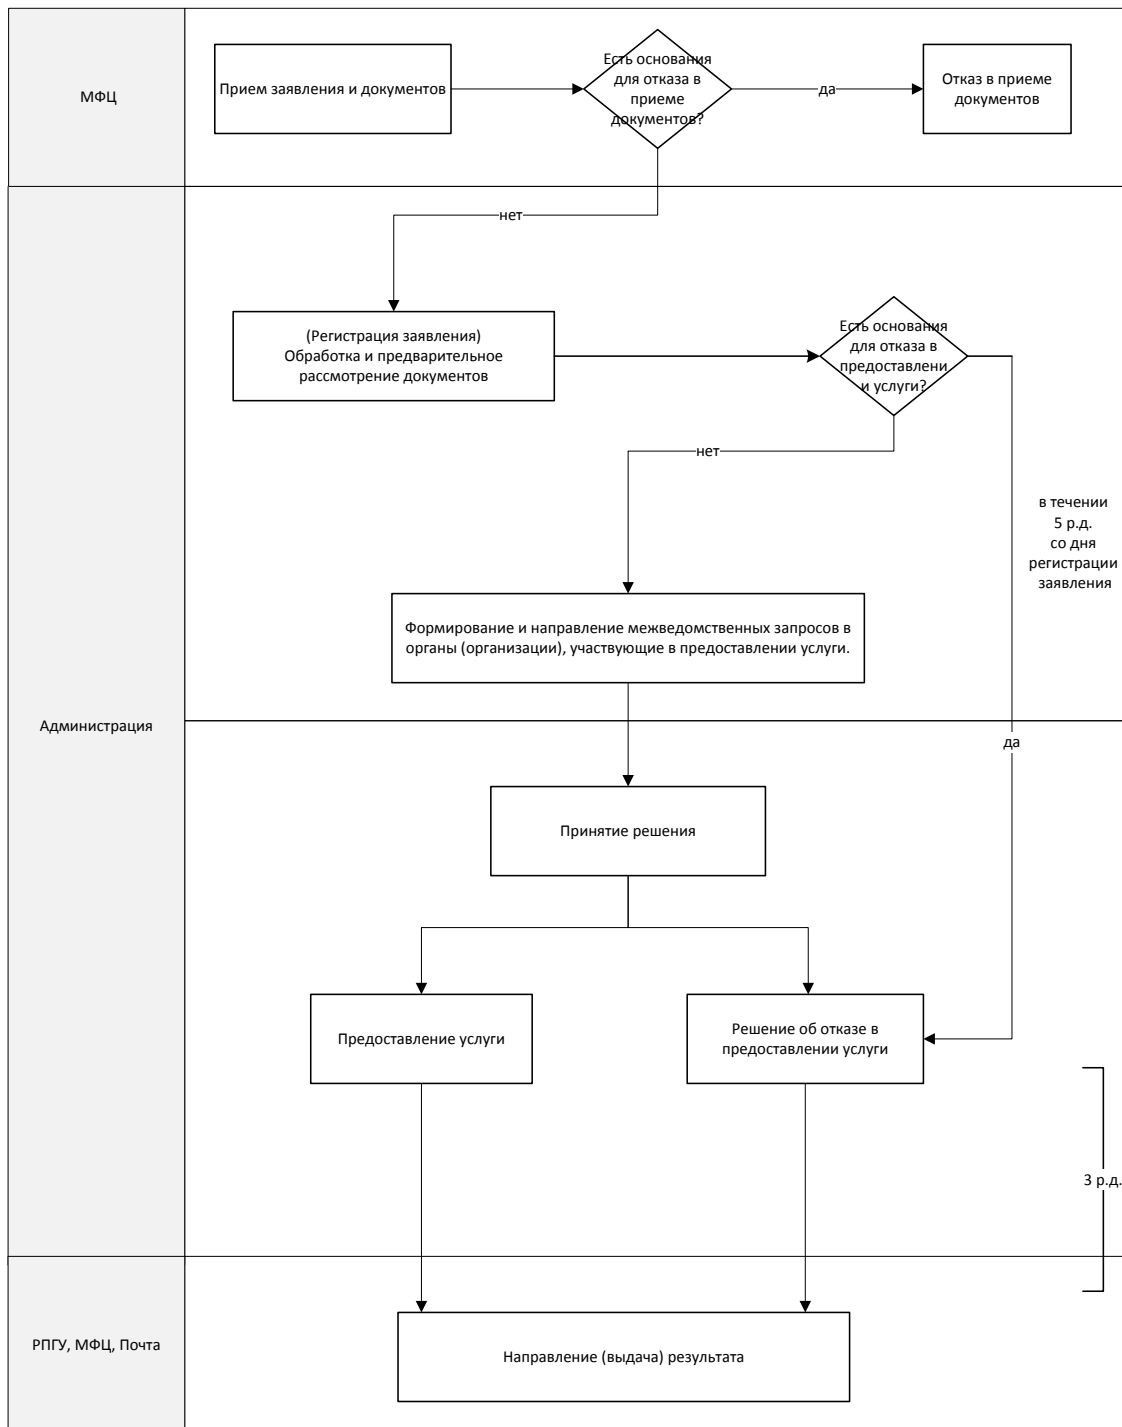 МФЦ
Прием заявления и документов
Есть основания
для отказа в
приеме
документов?
да
Отказ в приеме
документов
нет
(Регистрация заявления)
Обработка и предварительное
рассмотрение документов
Есть основания
для отказа в
предоставлени
и услуги?
нет
в течении
5 р.д.
со дня
регистрации
заявления
Формирование и направление межведомственных запросов в
органы (организации), участвующие в предоставлении услуги.
Администрация
да
Принятие решения
Предоставление услуги
Решение об отказе в
предоставлении услуги
3 р.д.
РПГУ, МФЦ, Почта
Направление (выдача) результата